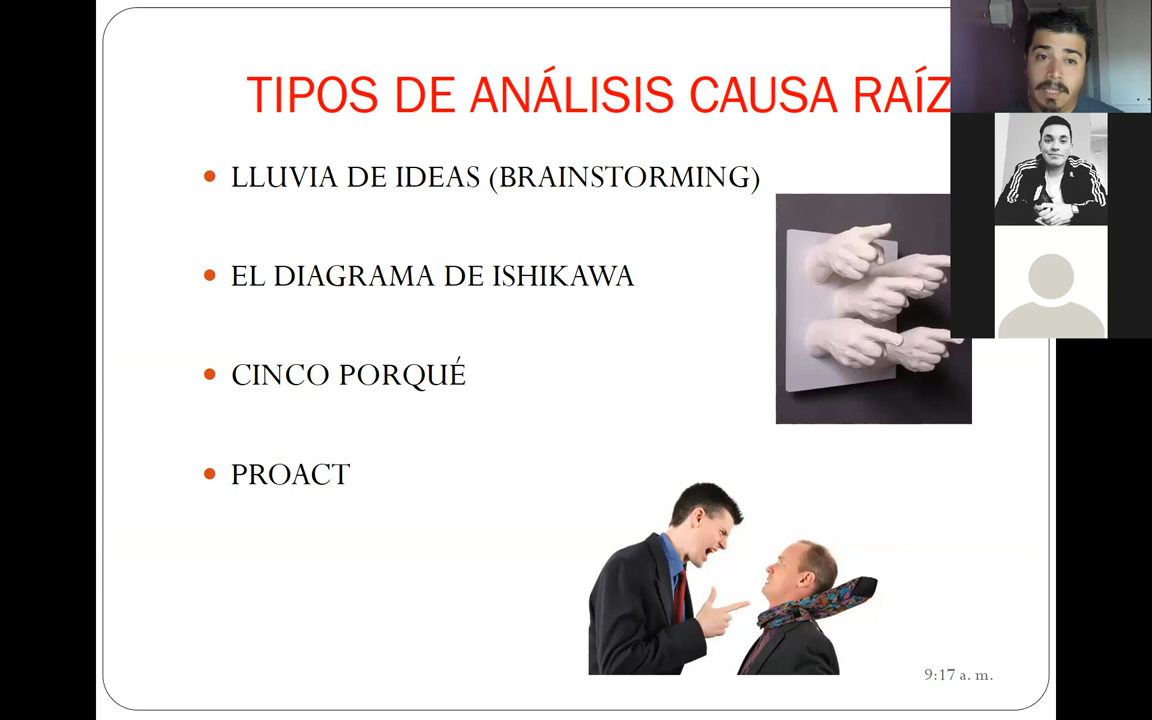 TIPOS DE ANÁLISIS CAUSA RAÍZ
LLUVIA DE IDEAS (BRAINSTORMING)
EL DIAGRAMA DE ISHIKAWA
CINCO PORQUÉ
PROACT
9:17 a. m.